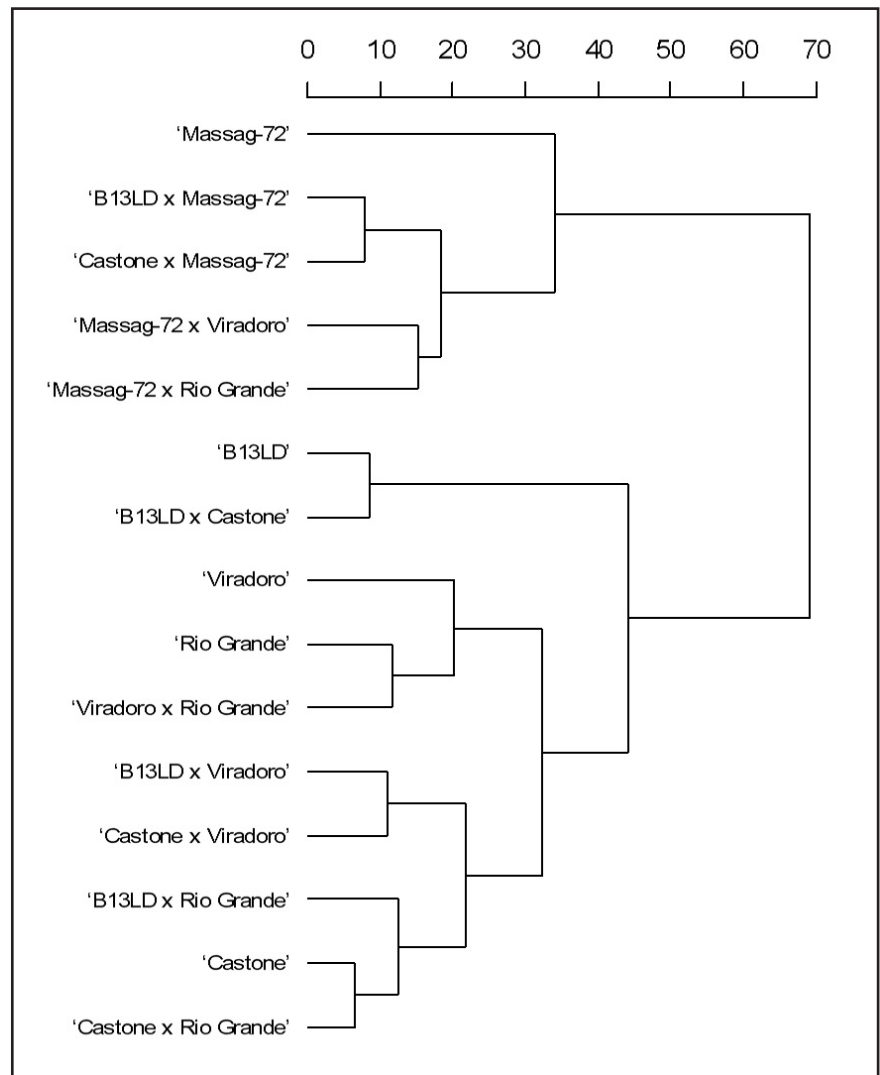 0 10 20 30 40 50 60 70
‘Massag-72’
‘B13LD x Massag-72’
‘Castone x Massag-72’
‘Massag-72 x Viradoro’
‘Massag-72 x Rio Grande’
‘B13LD’
‘B13LD x Castone’
‘Viradoro’
‘Rio Grande’
‘Viradoro x Rio Grande’
‘B13LD x Viradoro’
‘Castone x Viradoro’
‘B13LD x Rio Grande’
‘Castone’
‘Castone x Rio Grande’